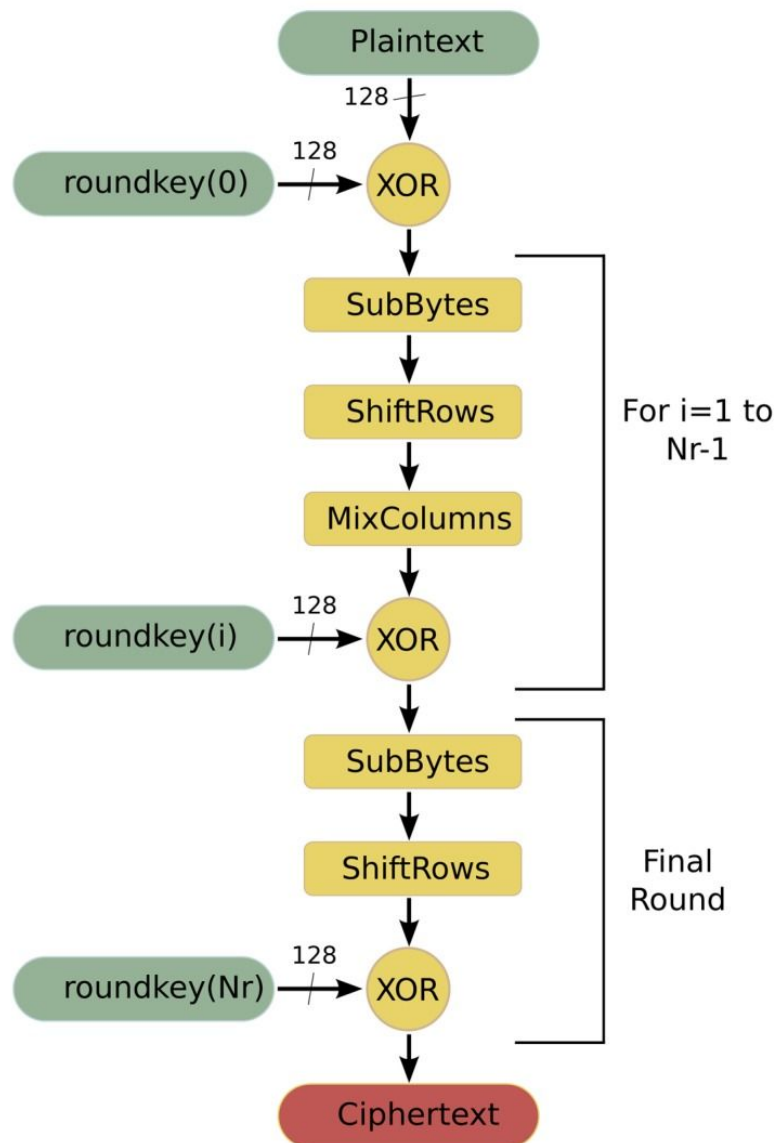 Plaintext
128
128
roundkey(0)
XOR
SubBytes
ShiftRows
For i=1 to
Nr-1
MixColumns
128
roundkey(i)
XOR
SubBytes
ShiftRows
Final
Round
128
roundkey(Nr)
XOR
Ciphertext